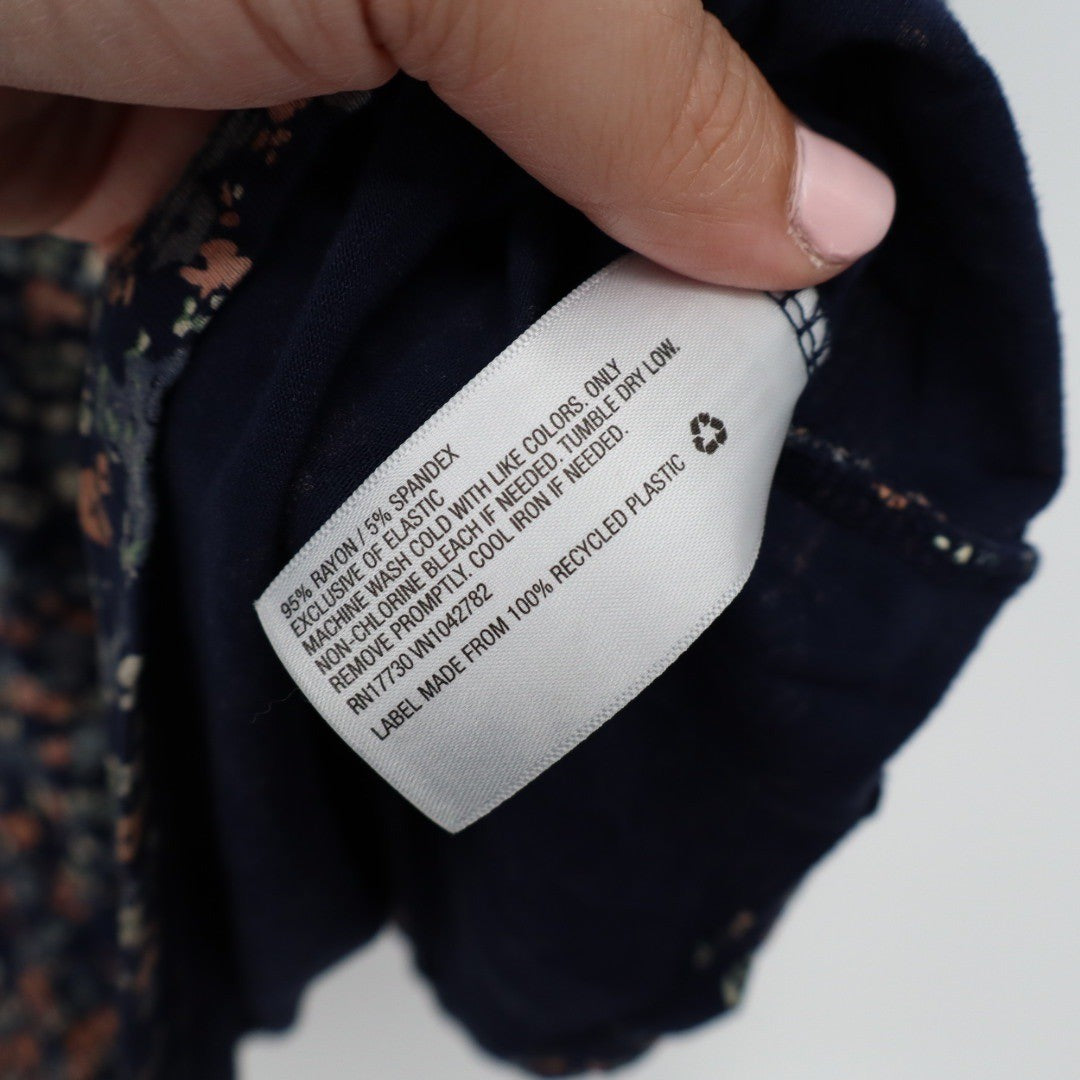 95% RAYON / 5% SPANDEX
EXCLUSIVE OF ELASTIC
MACHINE WASH COLD WITH LIKE COLORS. ONLY
NON-CHLORINE BLEACH IF NEEDED. TUMBLE DRY LOW.
REMOVE PROMPTLY. COOL IRON IF NEEDED.
RN17730 VN1042782
LABEL MADE FROM 100% RECYCLED PLASTIC